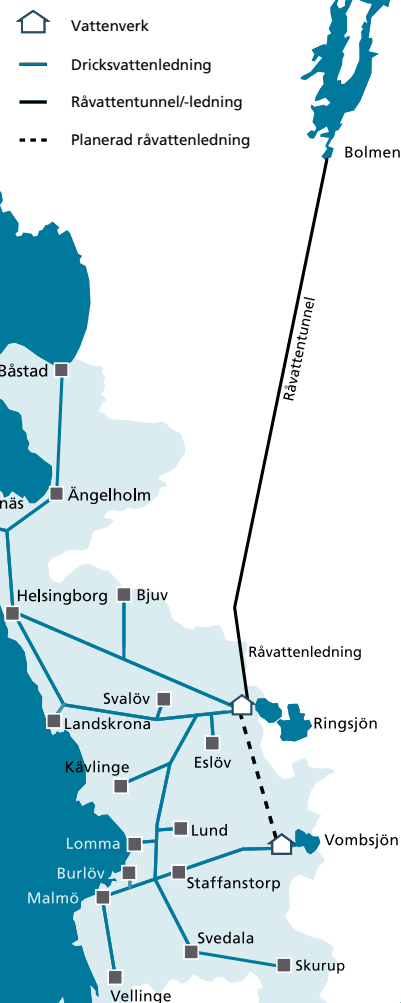 Vattenverk
Dricksvattenledning
Råvattentunnel/-ledning
Planerad råvattenledning
Bolmen
Råvattentunnel
Båstad
Ängelholm
näs
Helsingborg
Bjuv
Råvattenledning
Svalöv
Landskrona
Ringsjön
Eslöv
Kävlinge
Lund
Lomma
Vombsjön
Burlöv
Staffanstorp
Malmö
Svedala
Skurup
Vellinge